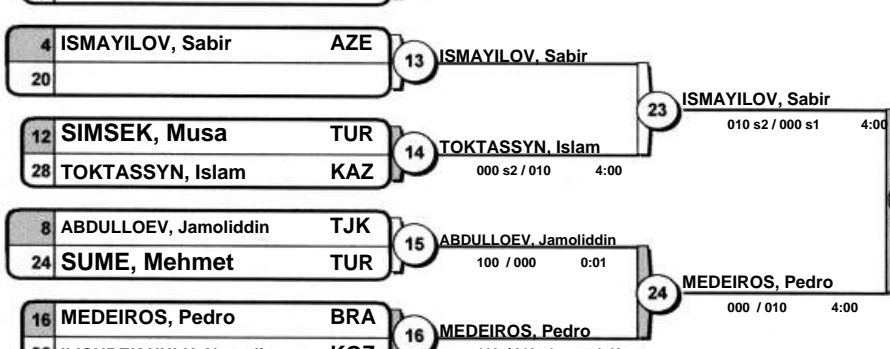 4 ISMAYILOV, Sabir AZE
20
13
ISMAYILOV, Sabir
12 SIMSEK, Musa TUR
28 TOKTASSYN, Islam KAZ
14
TOKTASSYN, Islam
000 s2 / 010 4:00
23
ISMAYILOV, Sabir
010 s2 / 000 s1 4:00
8 ABDULLOEV, Jamoliddin TJK
24 SUME, Mehmet TUR
15
ABDULLOEV, Jamoliddin
100 / 000 0:01
16 MEDEIROS, Pedro BRA
KGZ
16
MEDEIROS, Pedro
24
MEDEIROS, Pedro
000 / 010 4:00